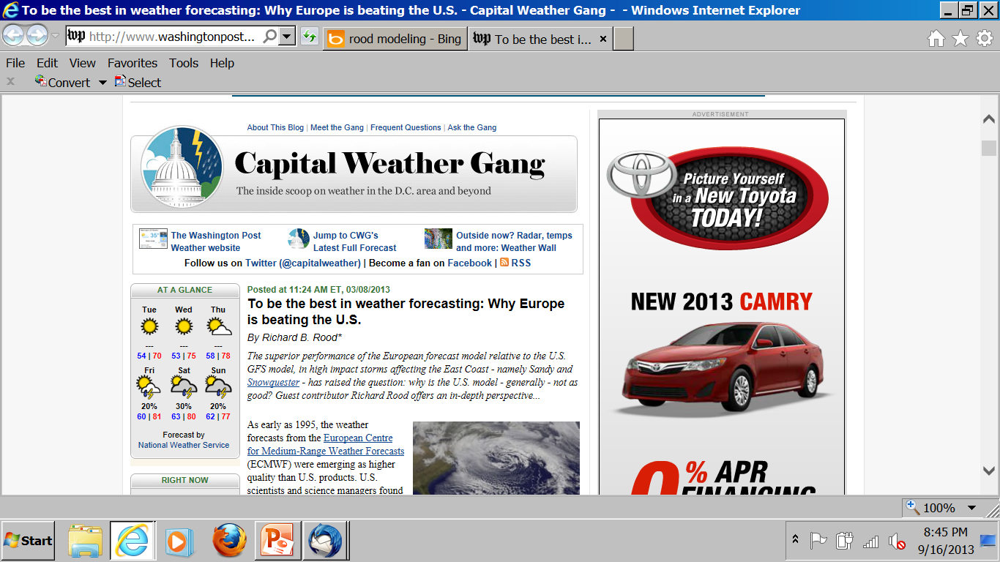 To be the best in weather forecasting: Why Europe is beating the U.S. - Capital Weather Gang - - Windows Internet Explorer
http://www.washingtonpost...
rood modeling - Bing
To be the best i...
File Edit View Favorites Tools Help
x Convert Select
ADVERTISEMENT
About This Blog | Meet the Gang | Frequent Questions | Ask the Gang
Capital Weather Gang
The inside scoop on weather in the D.C. area and beyond
The Washington Post
Weather website
Jump to CWG's
Latest Full Forecast
Outside now? Radar, temps
and more: Weather Wall
Follow us on Twitter (@capitalweather) | Become a fan on Facebook | RSS
AT A GLANCE
Tue Wed Thu
--- --- ---
54 | 70 53 | 75 58 | 78
Fri Sat Sun
20% 30% 20%
60 | 81 63 | 80 62 | 77
Forecast by
National Weather Service
RIGHT NOW
Posted at 11:24 AM ET, 03/08/2013
To be the best in weather forecasting: Why Europe
is beating the U.S.
By Richard B. Rood*
The superior performance of the European forecast model relative to the U.S.
GFS model, in high impact storms affecting the East Coast - namely Sandy and
Snowquester - has raised the question: why is the U.S. model - generally - not as
good? Guest contributor Richard Rood offers an in-depth perspective...
As early as 1995, the weather
forecasts from the European Centre
for Medium-Range Weather Forecasts
(ECMWF) were emerging as higher
quality than U.S. products. U.S.
scientists and science managers found
Picture Yourself
in a New Toyota
TODAY!
NEW 2013 CAMRY
0% APR
FINANCING
100%
Start
8:45 PM
9/16/2013